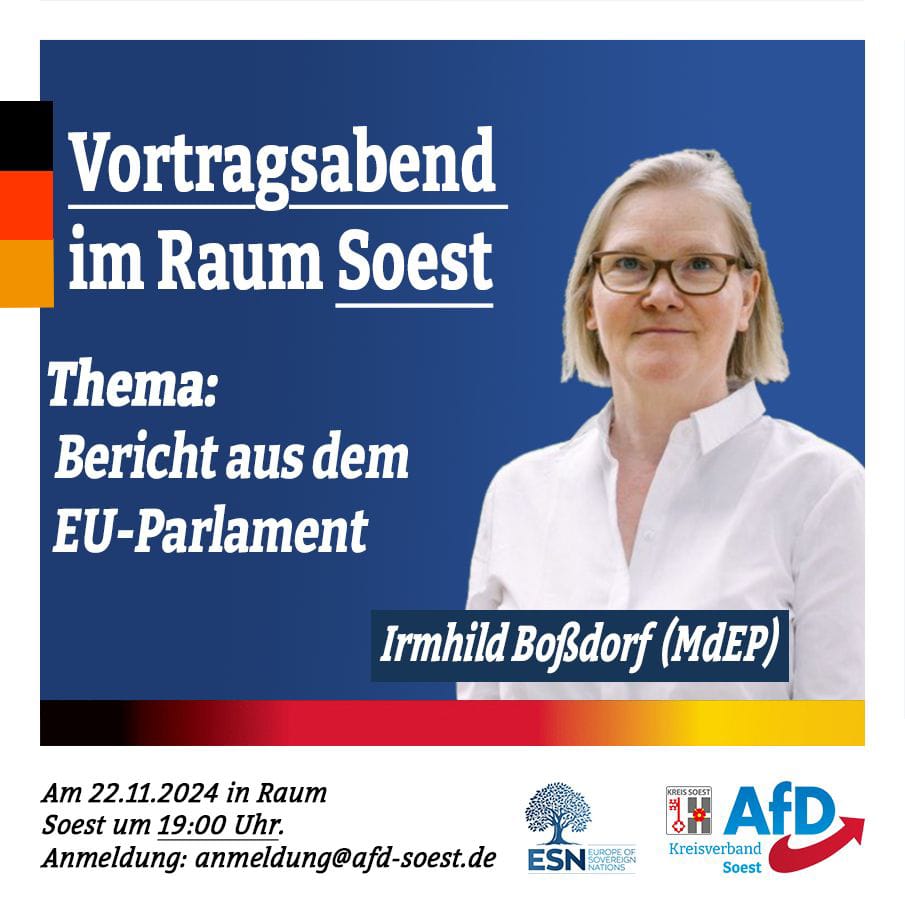 Vortragsabend
im Raum Soest
Thema:
Bericht aus dem
EU-Parlament
Irmhild Boßdorf (MdEP)
Am 22.11.2024 in Raum
Soest um 19:00 Uhr.
Anmeldung: anmeldung@afd-soest.de
ESN EUROPE OF
SOVEREIGN
NATIONS
KREIS SOEST
AfD
Kreisverband
Soest